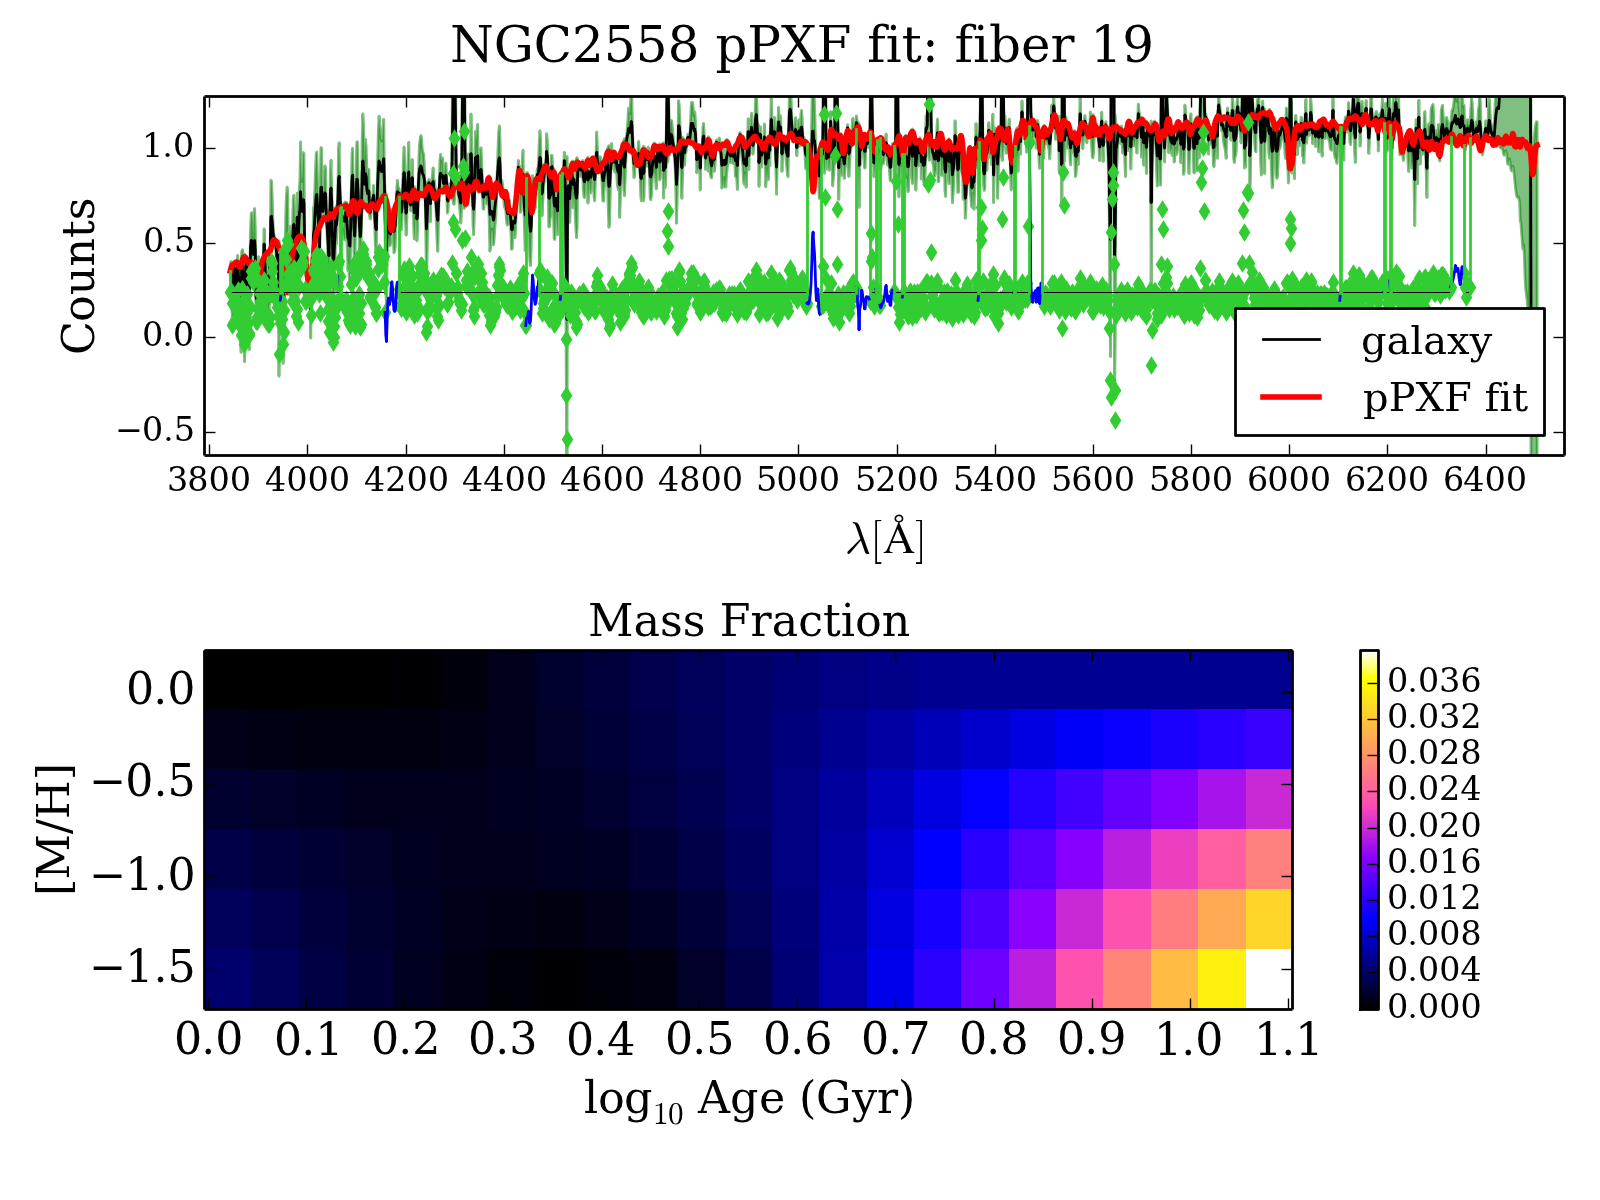 NGC2558 pPXF fit: fiber 19
Counts
1.0
0.5
0.0
−0.5
galaxy
pPXF fit
3800 4000 4200 4400 4600 4800 5000 5200 5400 5600 5800 6000 6200 6400
λ[Å]
Mass Fraction
[M/H]
0.0
−0.5
−1.0
−1.5
0.0 0.1 0.2 0.3 0.4 0.5 0.6 0.7 0.8 0.9 1.0 1.1
log₁₀ Age (Gyr)
0.036
0.032
0.028
0.024
0.020
0.016
0.012
0.008
0.004
0.000